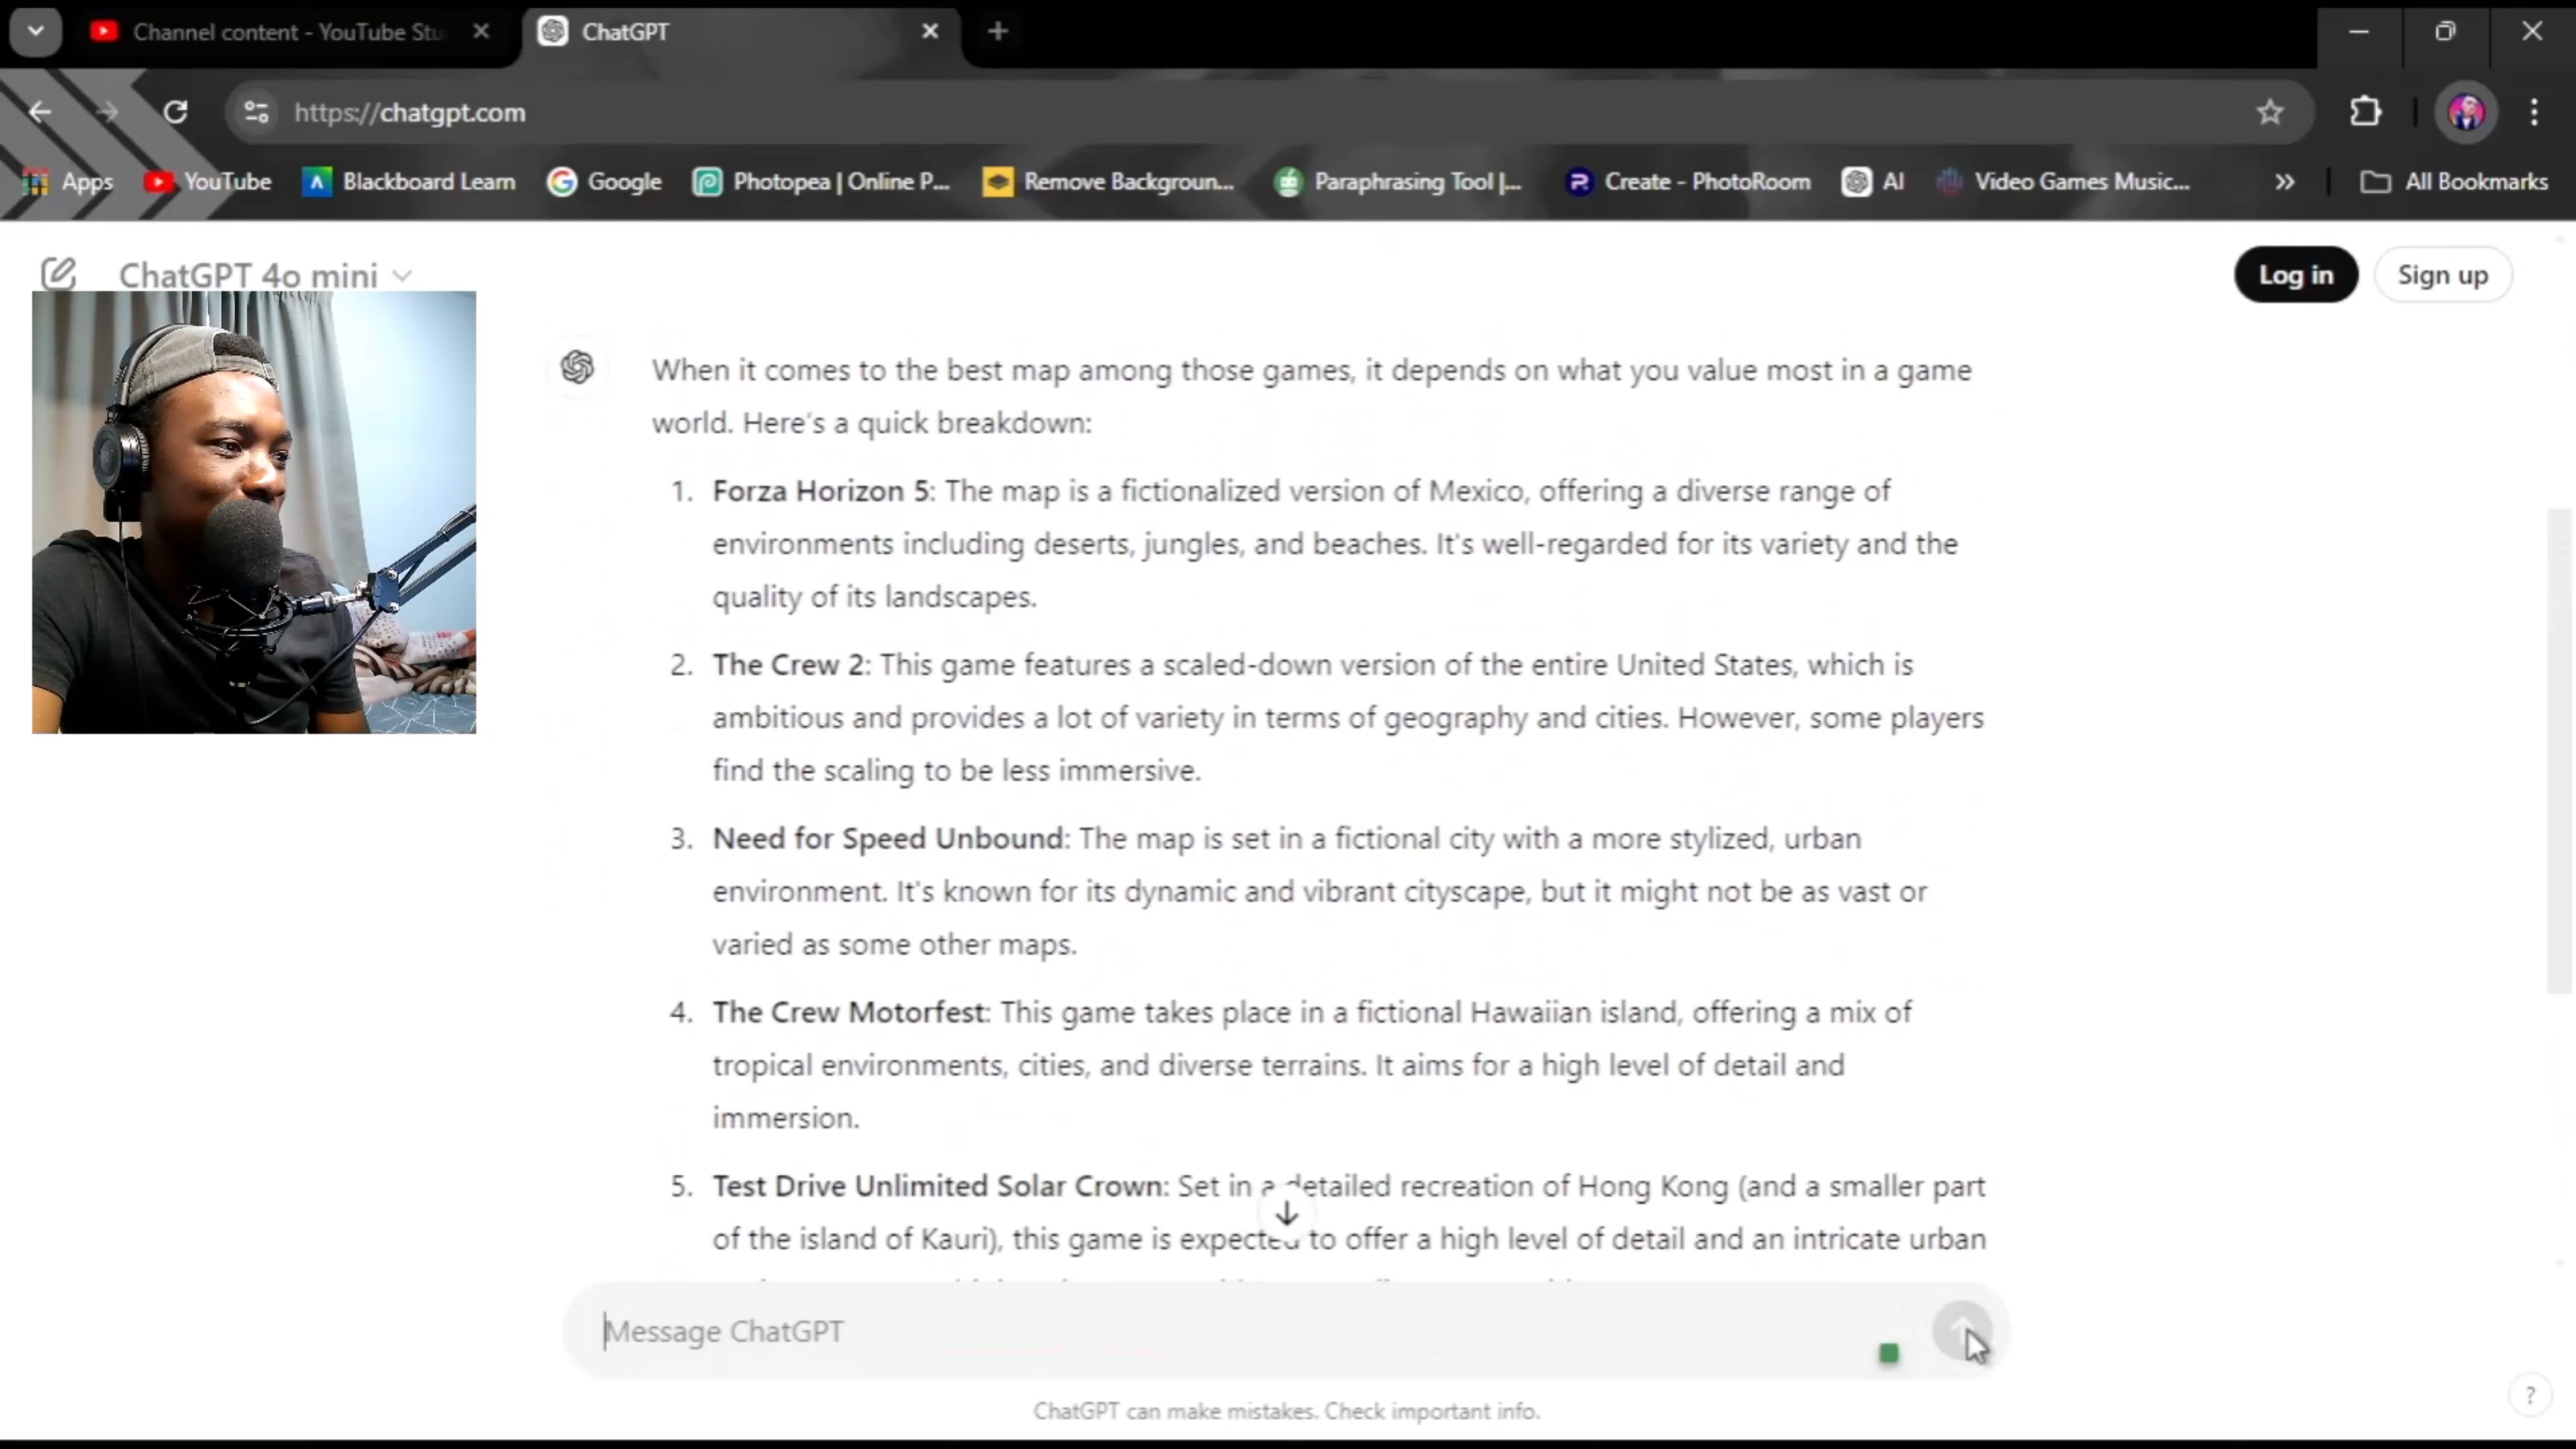 Channel content - YouTube Stu
ChatGPT
https://chatgpt.com
Apps
YouTube
Blackboard Learn
Google
Photopea | Online P...
Remove Backgroun...
Paraphrasing Tool |...
Create - PhotoRoom
AI
Video Games Music...
All Bookmarks
ChatGPT 4o mini
Log in
Sign up
When it comes to the best map among those games, it depends on what you value most in a game
world. Here's a quick breakdown:
1. Forza Horizon 5: The map is a fictionalized version of Mexico, offering a diverse range of
environments including deserts, jungles, and beaches. It's well-regarded for its variety and the
quality of its landscapes.
2. The Crew 2: This game features a scaled-down version of the entire United States, which is
ambitious and provides a lot of variety in terms of geography and cities. However, some players
find the scaling to be less immersive.
3. Need for Speed Unbound: The map is set in a fictional city with a more stylized, urban
environment. It's known for its dynamic and vibrant cityscape, but it might not be as vast or
varied as some other maps.
4. The Crew Motorfest: This game takes place in a fictional Hawaiian island, offering a mix of
tropical environments, cities, and diverse terrains. It aims for a high level of detail and
immersion.
5. Test Drive Unlimited Solar Crown: Set in a detailed recreation of Hong Kong (and a smaller part
of the island of Kauri), this game is expected to offer a high level of detail and an intricate urban
Message ChatGPT
ChatGPT can make mistakes. Check important info.
?